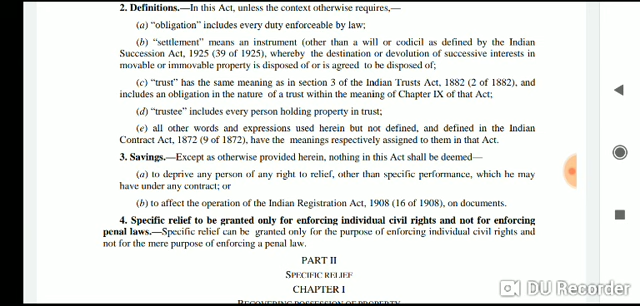 2. Definitions.—In this Act, unless the context otherwise requires,—
(a) “obligation” includes every duty enforceable by law;
(b) “settlement” means an instrument (other than a will or codicil as defined by the Indian
Succession Act, 1925 (39 of 1925), whereby the destination or devolution of successive interests in
movable or immovable property is disposed of or is agreed to be disposed of;
(c) “trust” has the same meaning as in section 3 of the Indian Trusts Act, 1882 (2 of 1882), and
includes an obligation in the nature of a trust within the meaning of Chapter IX of that Act;
(d) “trustee” includes every person holding property in trust;
(e) all other words and expressions used herein but not defined, and defined in the Indian
Contract Act, 1872 (9 of 1872), have the meanings respectively assigned to them in that Act.
3. Savings.—Except as otherwise provided herein, nothing in this Act shall be deemed—
(a) to deprive any person of any right to relief, other than specific performance, which he may
have under any contract; or
(b) to affect the operation of the Indian Registration Act, 1908 (16 of 1908), on documents.
4. Specific relief to be granted only for enforcing individual civil rights and not for enforcing
penal laws.—Specific relief can be granted only for the purpose of enforcing individual civil rights and
not for the mere purpose of enforcing a penal law.
PART II
SPECIFIC RELIEF
CHAPTER I
RECOVERING POSSESSION OF PROPERTY
DU Recorder